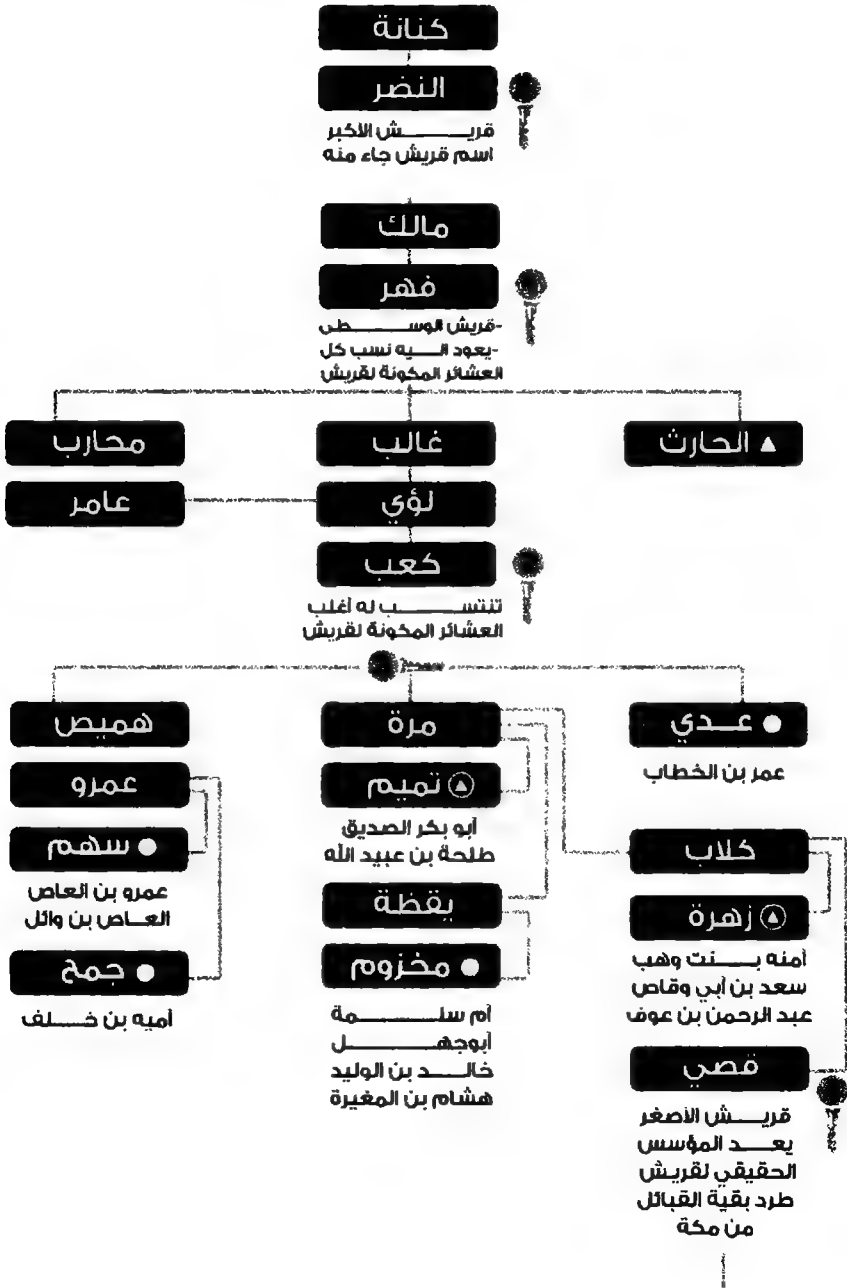 كنانة
النضر
قريش الأكبر
اسم قريش جاء منه
مالك
فهر
-قريش الوسطى
-يعود اليه نسب كل
العشائر المكونة لقريش
▲ الحارث
غالب
محارب
لؤي
عامر
كعب
تنتسب له أغلب
العشائر المكونة لقريش
● عدي
عمر بن الخطاب
مرة
تميم
أبو بكر الصديق
طلحة بن عبيد الله
يقظة
● مخزوم
أم سلمة
أبوجهل
خالد بن الوليد
هشام بن المغيرة
هميص
عمرو
● سهم
عمرو بن العاص
العاص بن وائل
● جمح
أميه بن خلف
كلاب
زهرة
آمنه بنت وهب
سعد بن أبي وقاص
عبد الرحمن بن عوف
قصي
قريش الأصغر
يعد المؤسس
الحقيقي لقريش
طرد بقية القبائل
من مكة